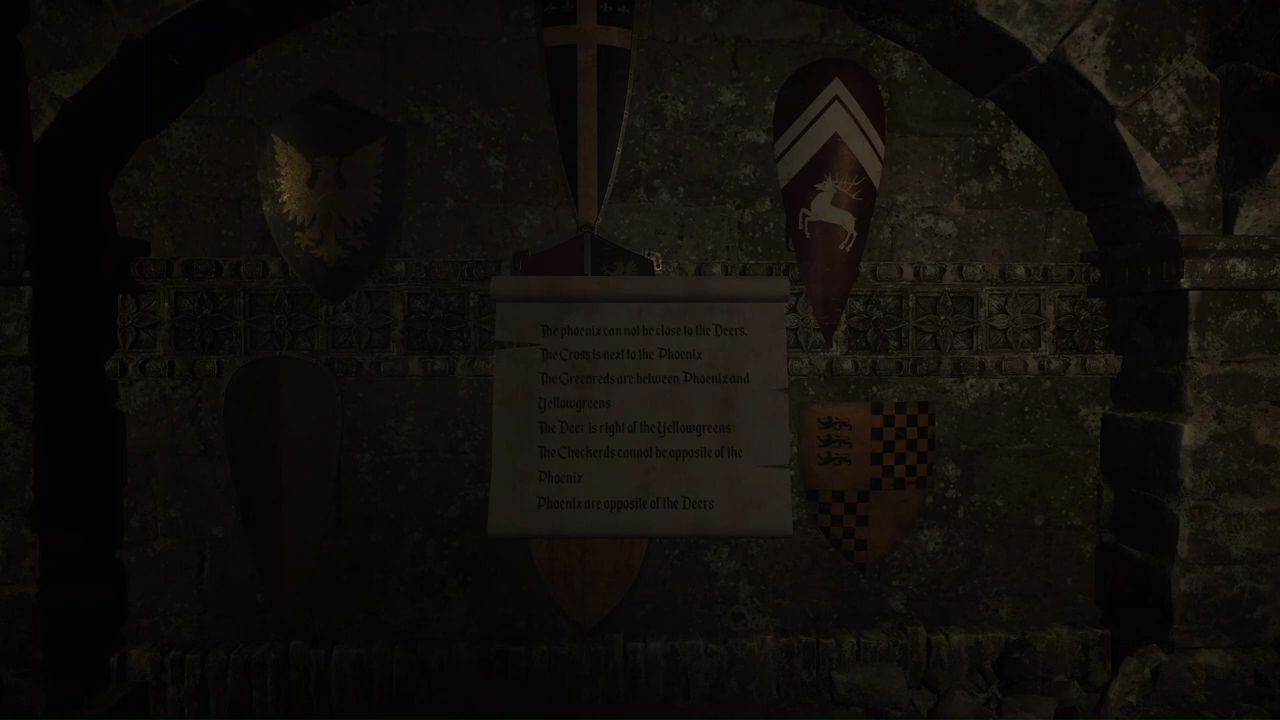 The phoenix can not be close to the Deers.
The Cross is next to the Phoenix
The Greenreds are between Phoenix and
Yellowgreens
The Deer is right of the Yellowgreens
The Checherds cannot be opposite of the
Phoenix
Phoenix are opposite of the Deers